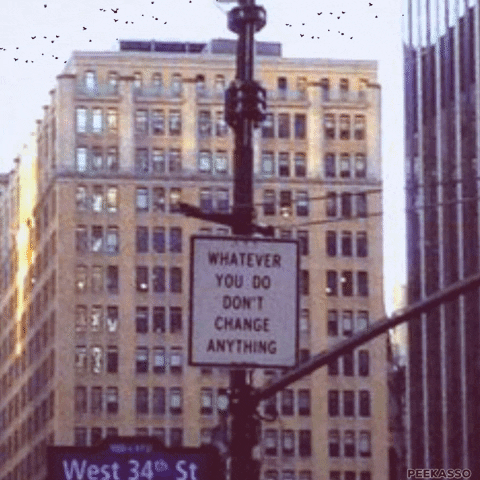 WHATEVER
YOU DO
DON'T
CHANGE
ANYTHING
West 34th St
PEEKASSO